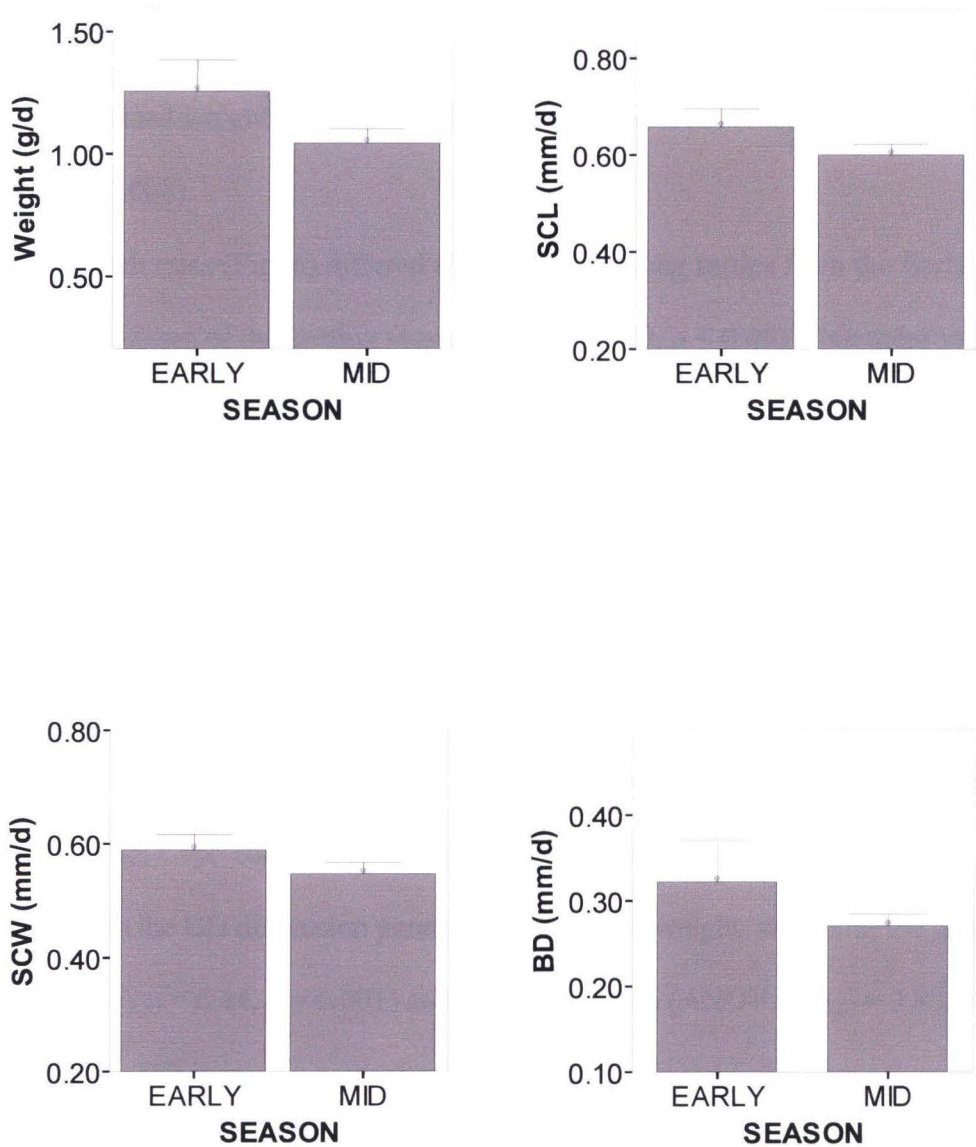 1.50
1.00
0.50
Weight (g/d)
EARLY MID
SEASON
0.80
0.60
0.40
0.20
SCL (mm/d)
EARLY MID
SEASON
0.80
0.60
0.40
0.20
SCW (mm/d)
EARLY MID
SEASON
0.40
0.30
0.20
0.10
BD (mm/d)
EARLY MID
SEASON